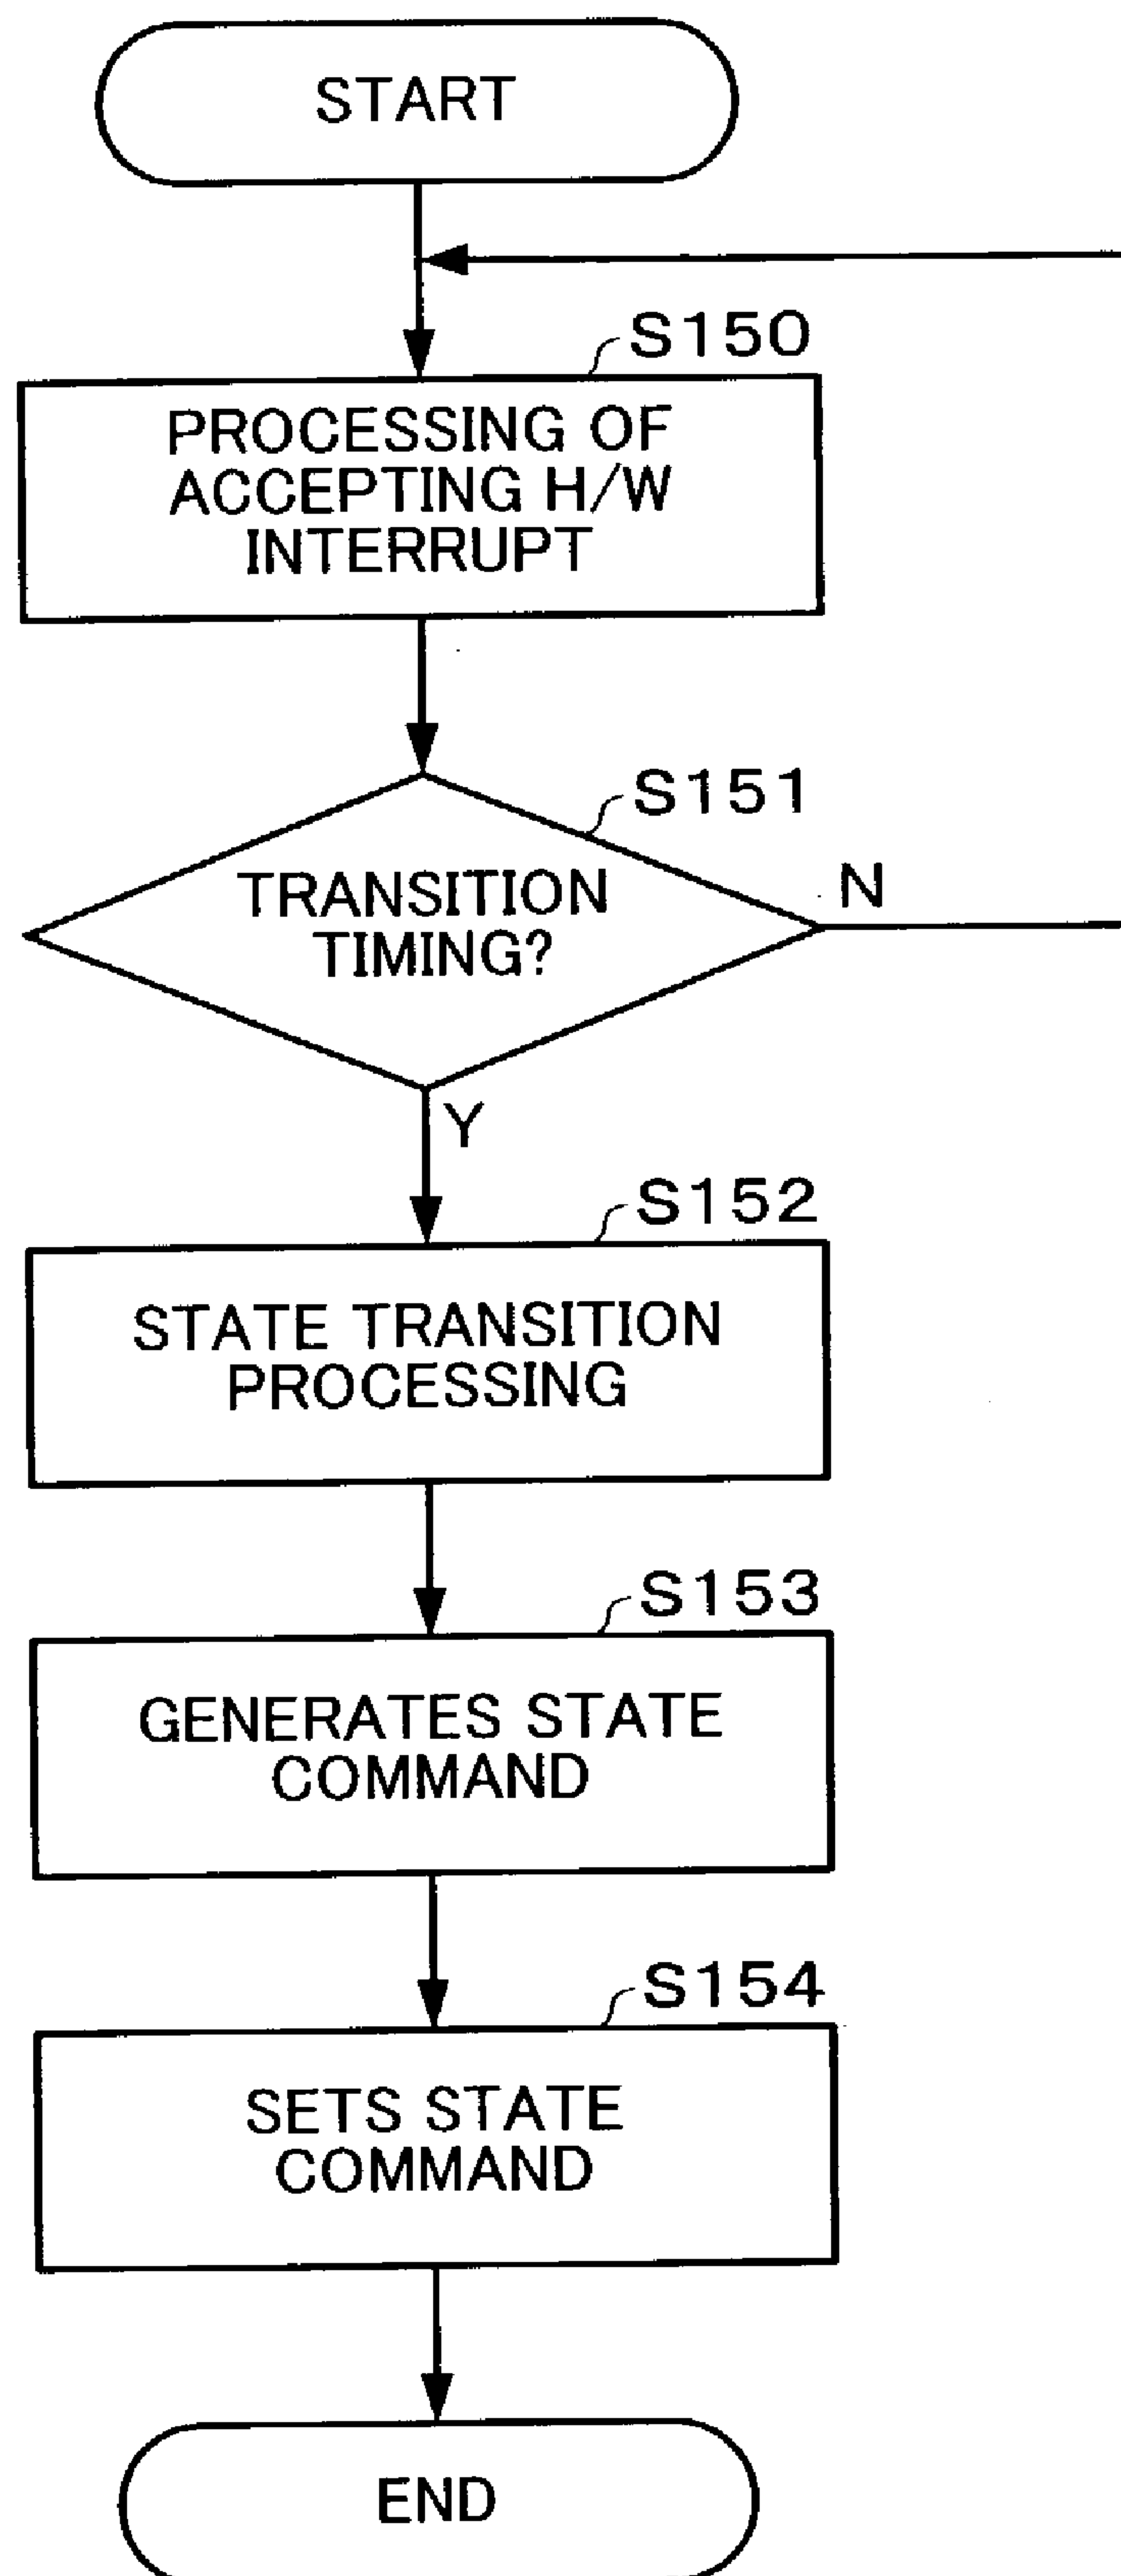 START
S150
PROCESSING OF
ACCEPTING H/W
INTERRUPT
S151
TRANSITION
TIMING?
N
Y
S152
STATE TRANSITION
PROCESSING
S153
GENERATES STATE
COMMAND
S154
SETS STATE
COMMAND
END